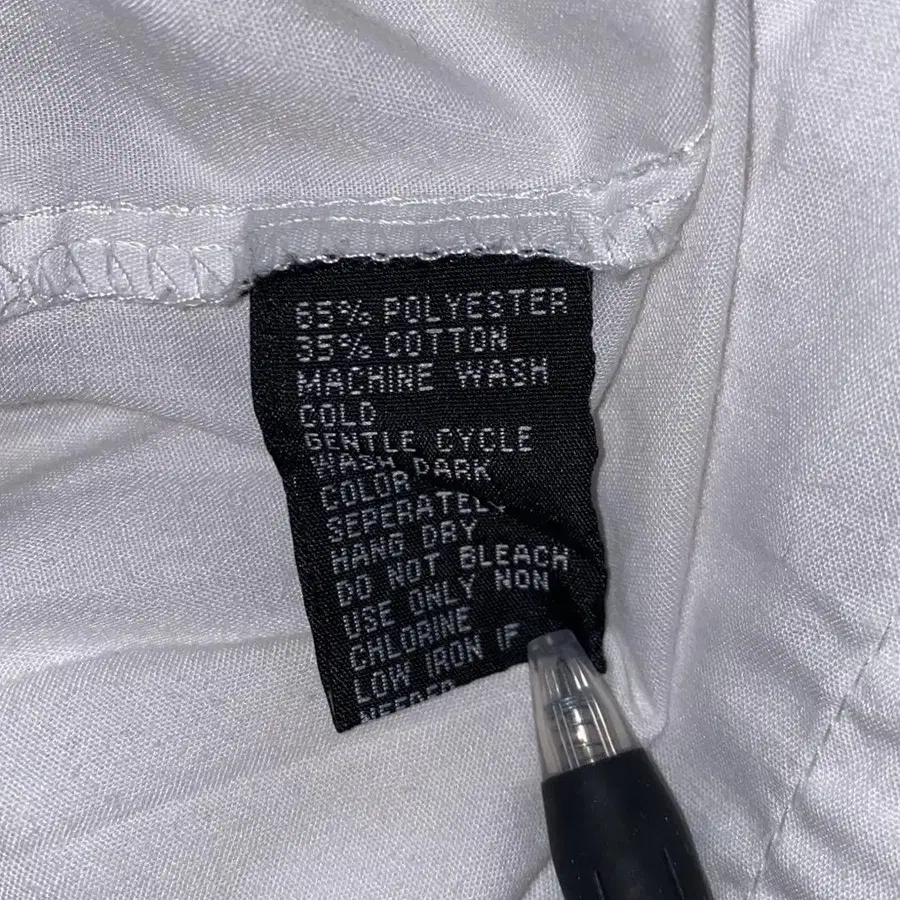 65% POLYESTER
35% COTTON
MACHINE WASH
COLD
GENTLE CYCLE
WASH DARK
COLOR
SEPERATELY
HANG DRY
DO NOT BLEACH
USE ONLY NON
CHLORINE
LOW IRON IF
NEEDED